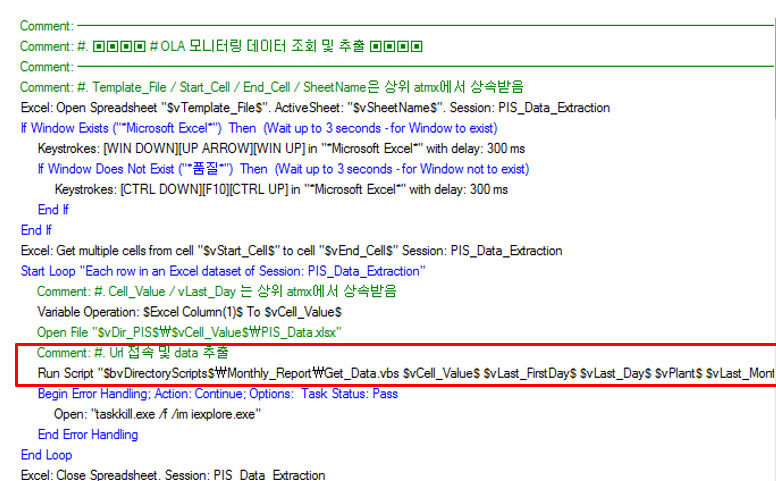 Comment:
Comment: #. ▣▣▣▣ # OLA 모니터링 데이터 조회 및 추출 ▣▣▣▣
Comment:
Comment: #. Template_File / Start_Cell / End_Cell / SheetName은 상위 atmx에서 상속받음
Excel: Open Spreadsheet "$vTemplate_File$". ActiveSheet: "$vSheetName$". Session: PIS_Data_Extraction
If Window Exists ("*Microsoft Excel*")  Then  (Wait up to 3 seconds - for Window to exist)
Keystrokes: [WIN DOWN][UP ARROW][WIN UP] in "*Microsoft Excel*" with delay: 300 ms
If Window Does Not Exist ("*품질*")  Then  (Wait up to 3 seconds - for Window not to exist)
Keystrokes: [CTRL DOWN][F10][CTRL UP] in "*Microsoft Excel*" with delay: 300 ms
End If
End If
Excel: Get multiple cells from cell "$vStart_Cell$" to cell "$vEnd_Cell$" Session: PIS_Data_Extraction
Start Loop "Each row in an Excel dataset of Session: PIS_Data_Extraction"
Comment: #. Cell_Value / vLast_Day 는 상위 atmx에서 상속받음
Variable Operation: $Excel Column(1)$ To $vCell_Value$
Open File "$vDir_PIS$₩$vCell_Value$₩PIS_Data.xlsx"
Comment: #. Url 접속 및 data 추출
Run Script "$bvDirectoryScripts$₩Monthly_Report₩Get_Data.vbs $vCell_Value$ $vLast_FirstDay$ $vLast_Day$ $vPlant$ $vLast_Mont
Begin Error Handling; Action: Continue; Options:  Task Status: Pass
Open: "taskkill.exe /f /im iexplore.exe"
End Error Handling
End Loop
Excel: Close Spreadsheet. Session: PIS_Data_Extraction